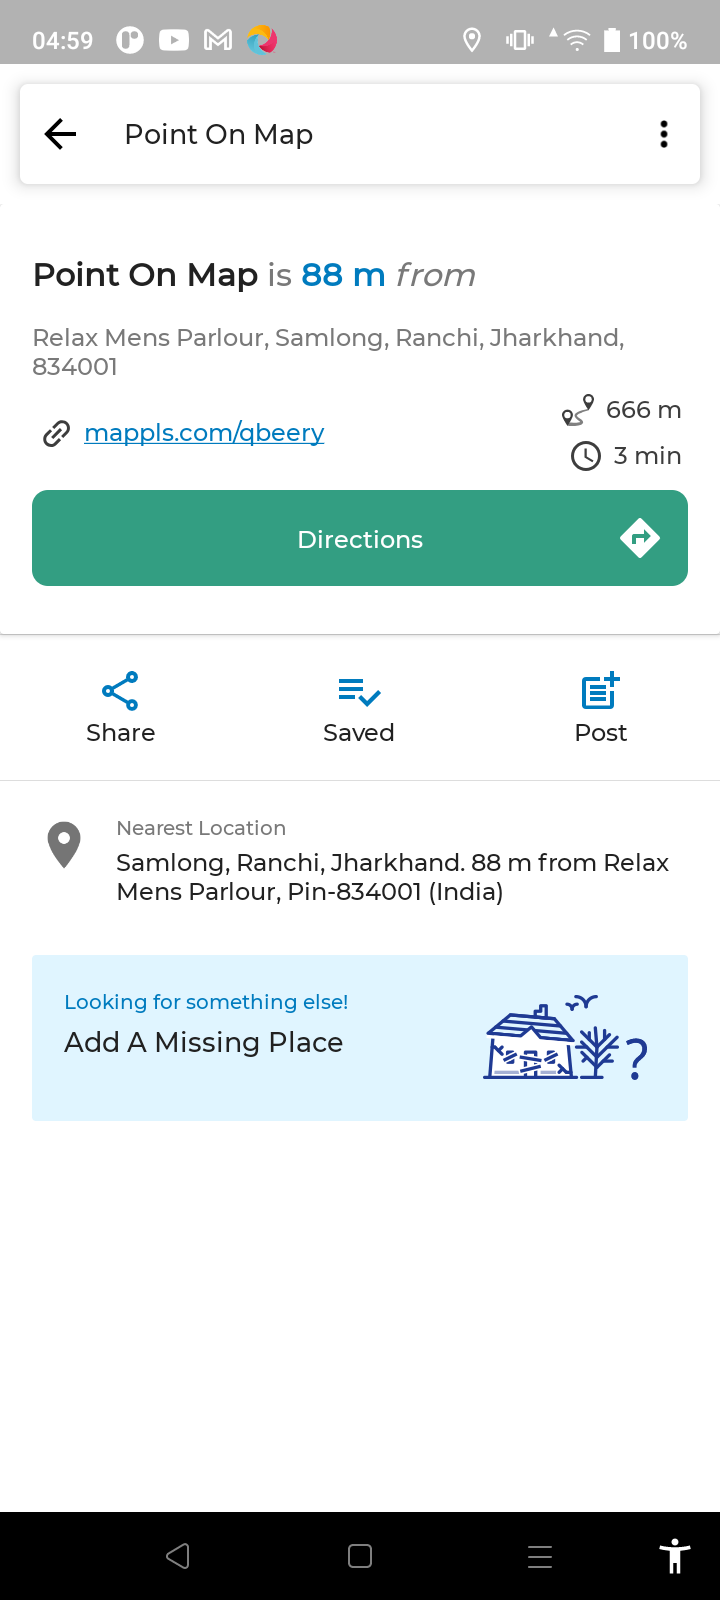 04:59
100%
Point On Map
Point On Map is 88 m from
Relax Mens Parlour, Samlong, Ranchi, Jharkhand,
834001
666 m
mappls.com/qbeery
3 min
Directions
Share
Saved
Post
Nearest Location
Samlong, Ranchi, Jharkhand. 88 m from Relax
Mens Parlour, Pin-834001 (India)
Looking for something else!
Add A Missing Place
?